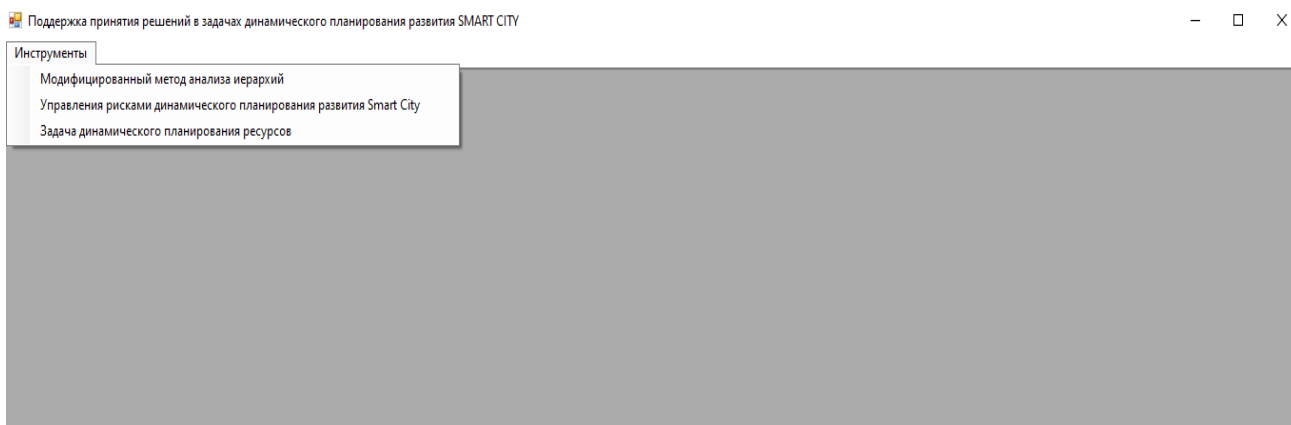 Поддержка принятия решений в задачах динамического планирования развития SMART CITY
Инструменты
Модифицированный метод анализа иерархий
Управления рисками динамического планирования развития Smart City
Задача динамического планирования ресурсов